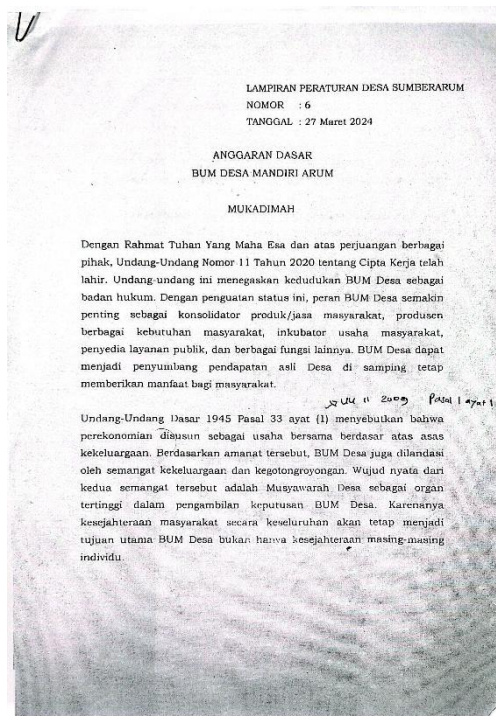 LAMPIRAN PERATURAN DESA SUMBERARUM
NOMOR : 6
TANGGAL : 27 Maret 2024
ANGGARAN DASAR
BUM DESA MANDIRI ARUM
MUKADIMAH
Dengan Rahmat Tuhan Yang Maha Esa dan atas perjuangan berbagai
pihak, Undang-Undang Nomor 11 Tahun 2020 tentang Cipta Kerja telah
lahir. Undang-undang ini menegaskan kedudukan BUM Desa sebagai
badan hukum. Dengan penguatan status ini, peran BUM Desa semakin
penting sebagai konsolidator produk/jasa masyarakat, produsen
berbagai kebutuhan masyarakat, inkubator usaha masyarakat,
penyedia layanan publik, dan berbagai fungsi lainnya. BUM Desa dapat
menjadi penyumbang pendapatan asli Desa di samping tetap
memberikan manfaat bagi masyarakat.
UU 11 2009 Pasal 1 ayat 1
Undang-Undang Dasar 1945 Pasal 33 ayat (1) menyebutkan bahwa
perekonomian disusun sebagai usaha bersama berdasar atas asas
kekeluargaan. Berdasarkan amanat tersebut, BUM Desa juga dilandasi
oleh semangat kekeluargaan dan kegotongroyongan. Wujud nyata dari
kedua semangat tersebut adalah Musyawarah Desa sebagai organ
tertinggi dalam pengambilan keputusan BUM Desa. Karenanya
kesejahteraan masyarakat secara keseluruhan akan tetap menjadi
tujuan utama BUM Desa bukan hanya kesejahteraan masing-masing
individu.